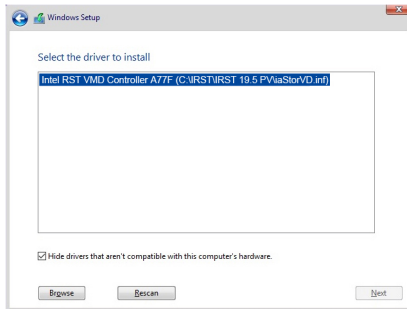 Windows Setup
Select the driver to install
Intel RST VMD Controller A77F (C:\IRST\IRST 19.5 PV\iaStorVD.inf)
Hide drivers that aren't compatible with this computer's hardware.
Browse
Rescan
Next